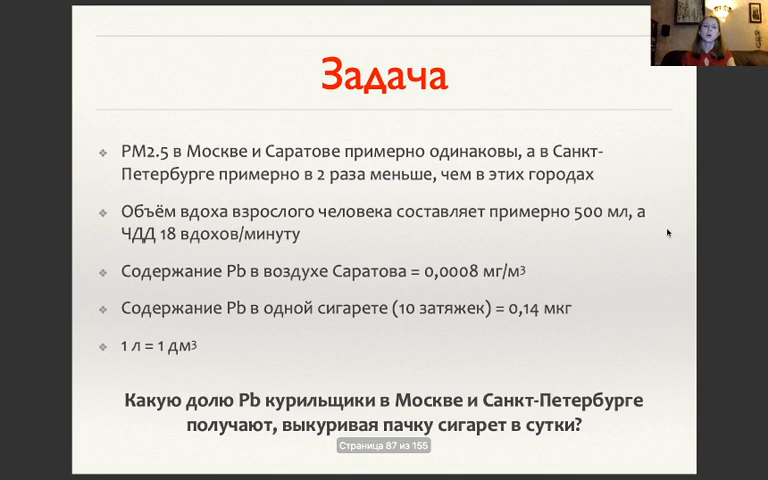 Задача
PM2.5 в Москве и Саратове примерно одинаковы, а в Санкт-
Петербурге примерно в 2 раза меньше, чем в этих городах
Объём вдоха взрослого человека составляет примерно 500 мл, а
ЧДД 18 вдохов/минуту
Содержание Pb в воздухе Саратова = 0,0008 мг/м³
Содержание Pb в одной сигарете (10 затяжек) = 0,14 мкг
1 л = 1 дм³
Какую долю Pb курильщики в Москве и Санкт-Петербурге
получают, выкуривая пачку сигарет в сутки?
Страница 87 из 155